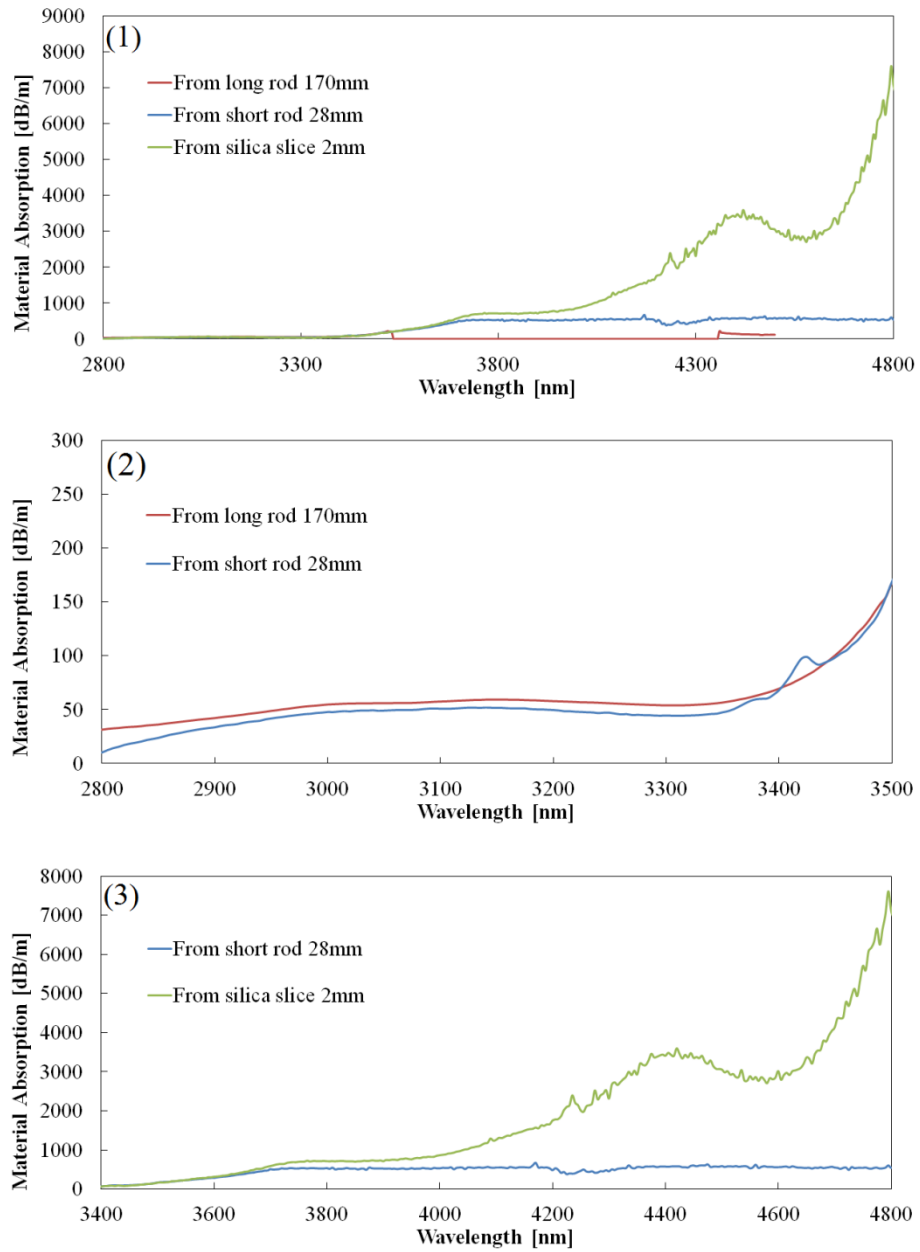 (1)
Material Absorption [dB/m]
9000
8000
7000
6000
5000
4000
3000
2000
1000
0
From long rod 170mm
From short rod 28mm
From silica slice 2mm
2800 3300 3800 4300 4800
Wavelength [nm]
(2)
Material Absorption [dB/m]
300
250
200
150
100
50
0
From long rod 170mm
From short rod 28mm
2800 2900 3000 3100 3200 3300 3400 3500
Wavelength [nm]
(3)
Material Absorption [dB/m]
8000
7000
6000
5000
4000
3000
2000
1000
0
From short rod 28mm
From silica slice 2mm
3400 3600 3800 4000 4200 4400 4600 4800
Wavelength [nm]